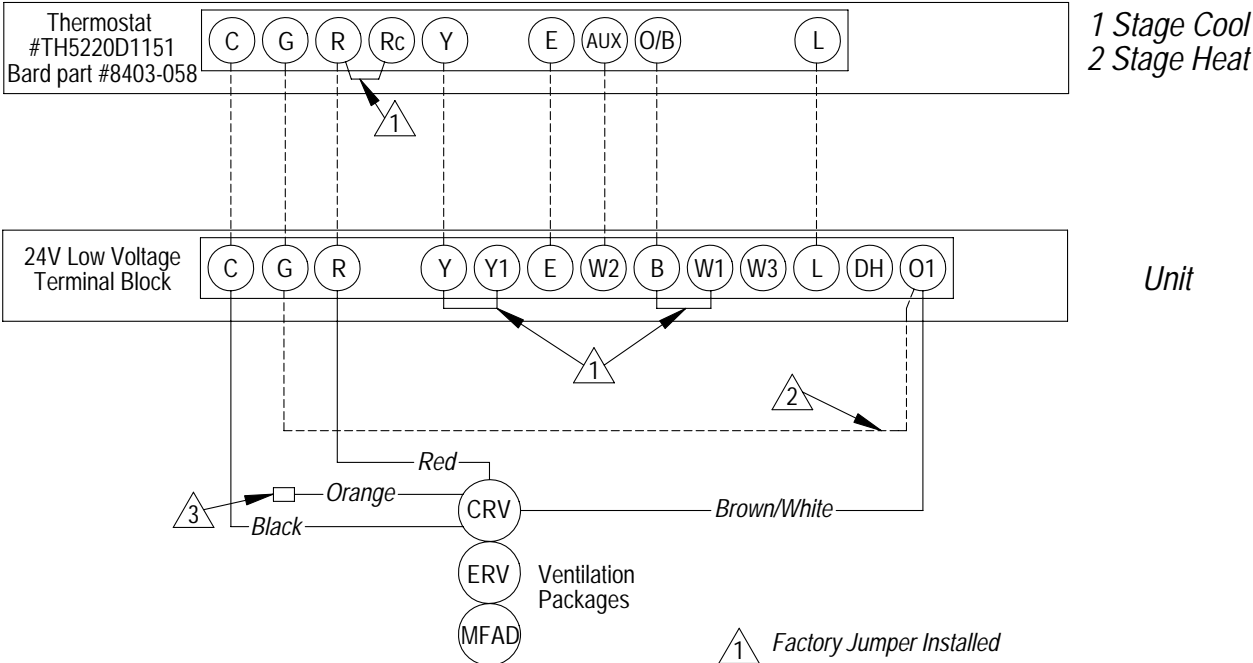 Thermostat
#TH5220D1151
Bard part #8403-058
C G R Rc Y E AUX O/B L
1 Stage Cool
2 Stage Heat
1
24V Low Voltage
Terminal Block
C G R Y Y1 E W2 B W1 W3 L DH O1
Unit
1
2
Red
3
Orange
CRV
Brown/White
Black
ERV
Ventilation
Packages
MFAD
1 Factory Jumper Installed